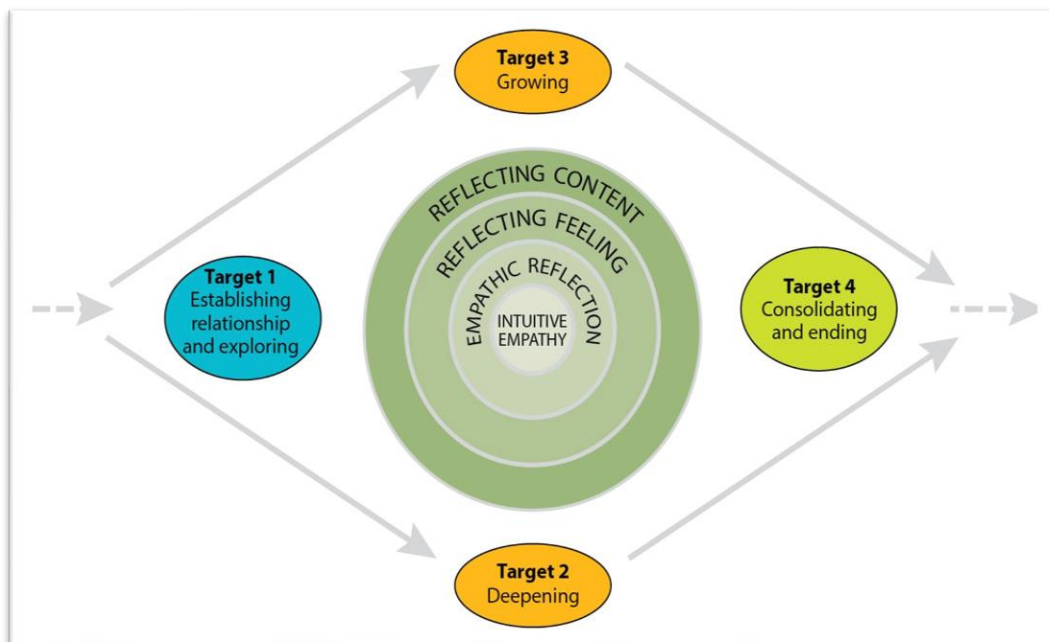 Target 3
Growing
REFLECTING CONTENT
REFLECTING FEELING
EMPATHIC REFLECTION
INTUITIVE
EMPATHY
Target 1
Establishing
relationship
and exploring
Target 4
Consolidating
and ending
Target 2
Deepening